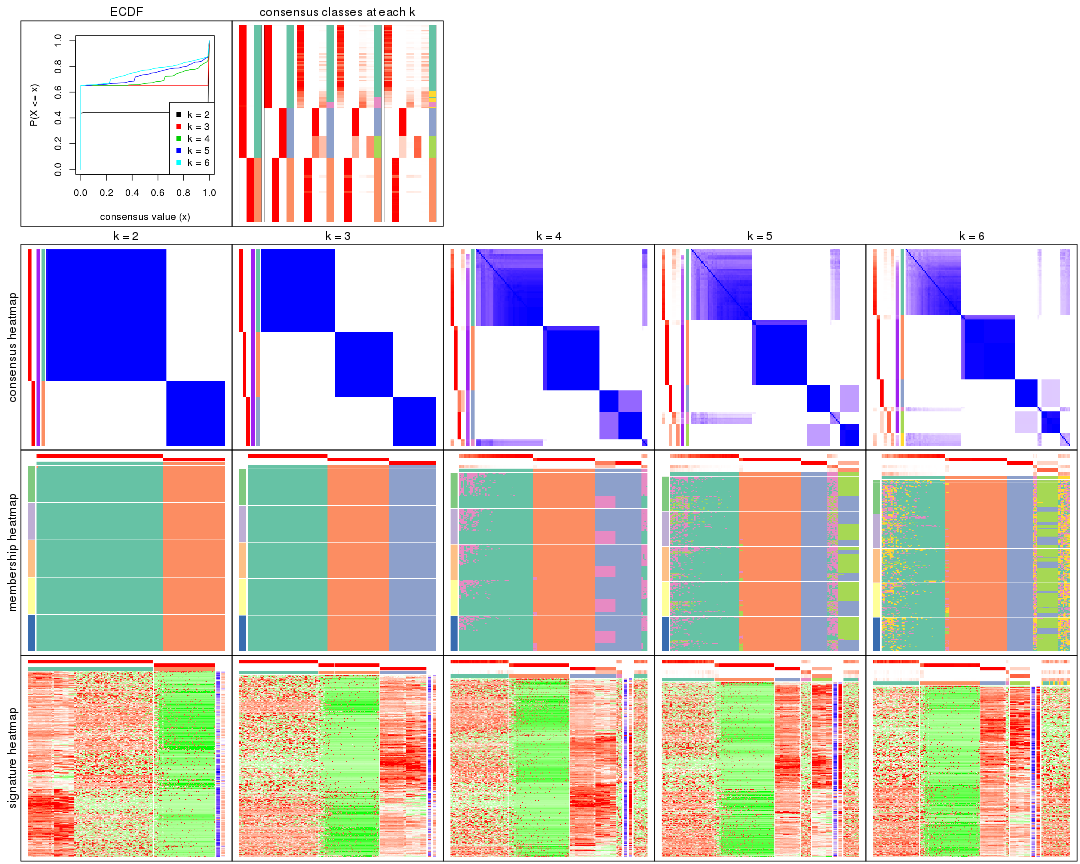 ECDF
consensus classes at each k
P(X <= x)
0.0 0.2 0.4 0.6 0.8 1.0
k = 2
k = 3
k = 4
k = 5
k = 6
0.0 0.2 0.4 0.6 0.8 1.0
consensus value (x)
k = 2
k = 3
k = 4
k = 5
k = 6
consensus heatmap
membership heatmap
signature heatmap